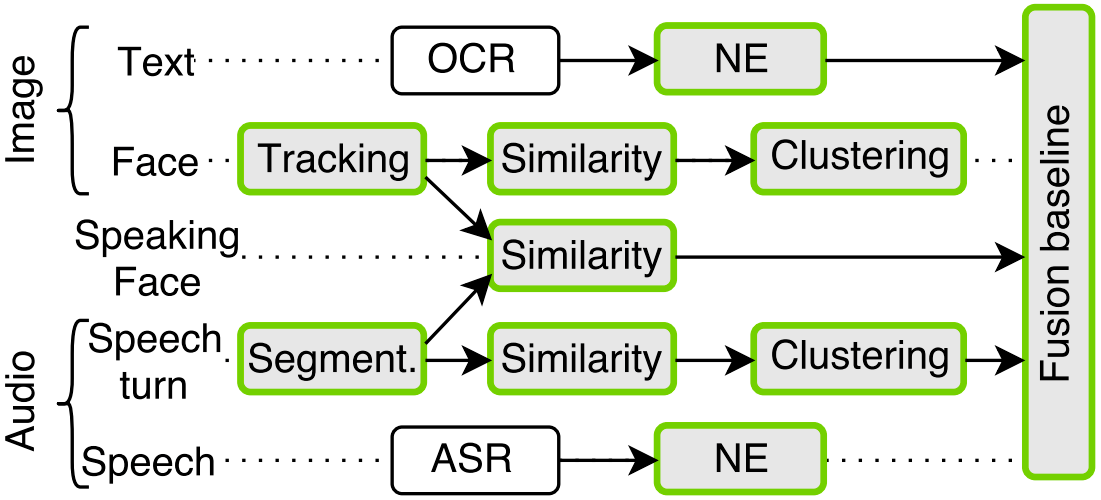 Image
Text
OCR
NE
Face
Tracking
Similarity
Clustering
Speaking
Face
Similarity
Audio
Speech
turn
Segment.
Similarity
Clustering
Speech
ASR
NE
Fusion baseline